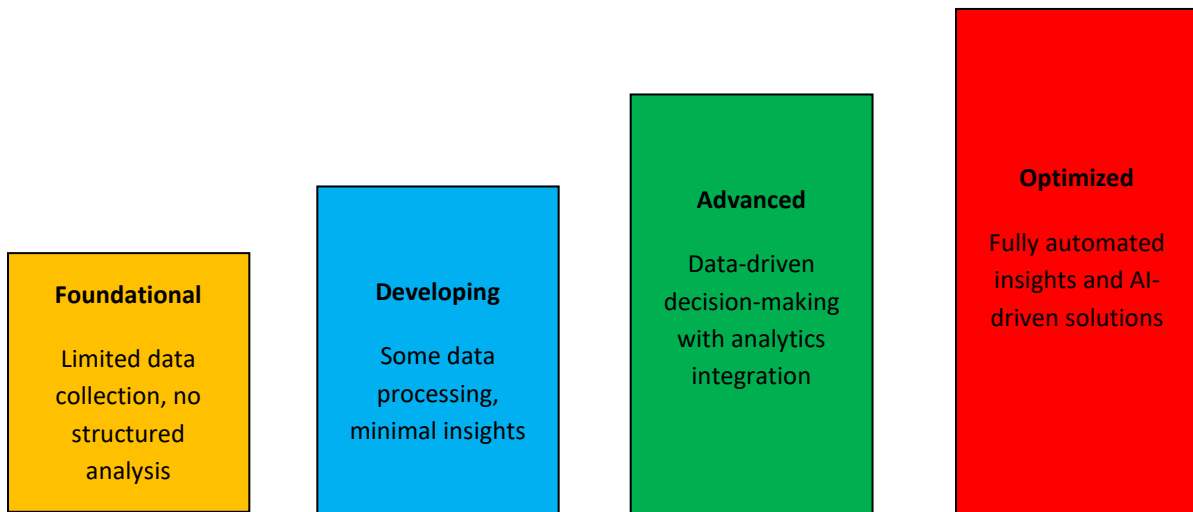 Foundational
Limited data
collection, no
structured
analysis
Developing
Some data
processing,
minimal insights
Advanced
Data-driven
decision-making
with analytics
integration
Optimized
Fully automated
insights and AI-
driven solutions